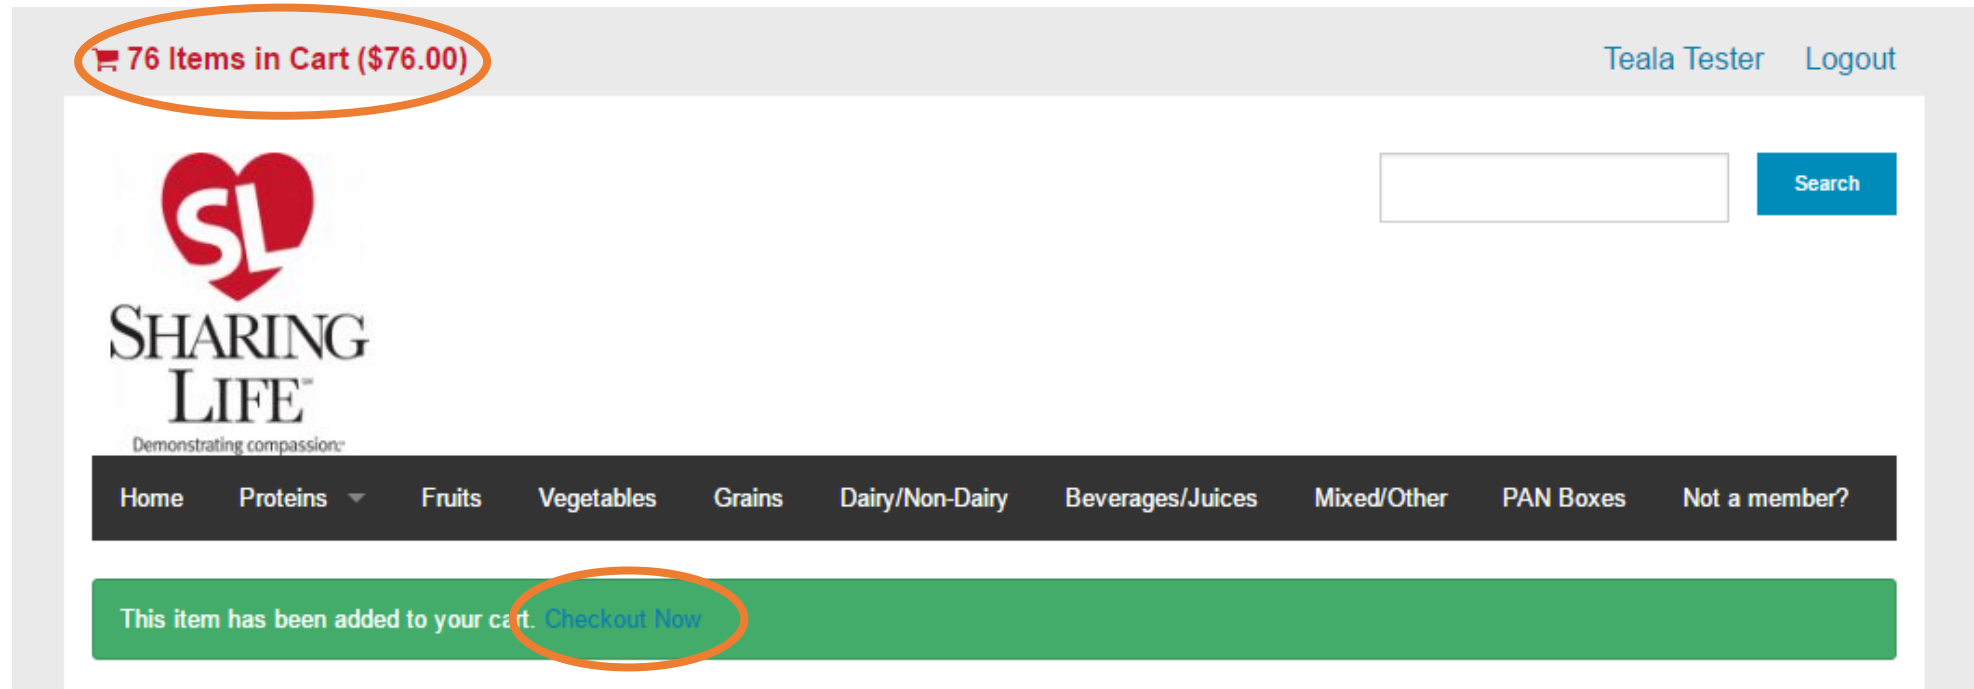 76 Items in Cart ($76.00)
Teala Tester Logout
Search
SL
SHARING
LIFE℠
Demonstrating compassion.℠
Home Proteins Fruits Vegetables Grains Dairy/Non-Dairy Beverages/Juices Mixed/Other PAN Boxes Not a member?
This item has been added to your cart. Checkout Now